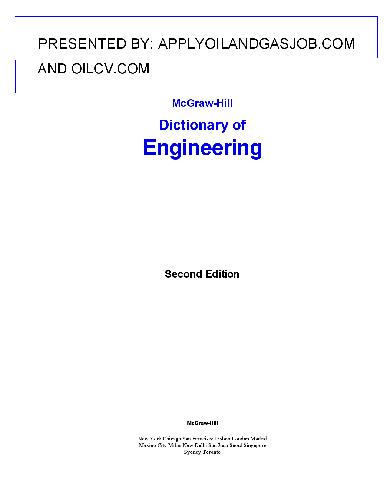 PRESENTED BY: APPLYOILANDGASJOB.COM
AND OILCV.COM
McGraw-Hill
Dictionary of
Engineering
Second Edition
McGraw-Hill
New York Chicago San Francisco Lisbon London Madrid
Mexico City Milan New Delhi San Juan Seoul Singapore
Sydney Toronto